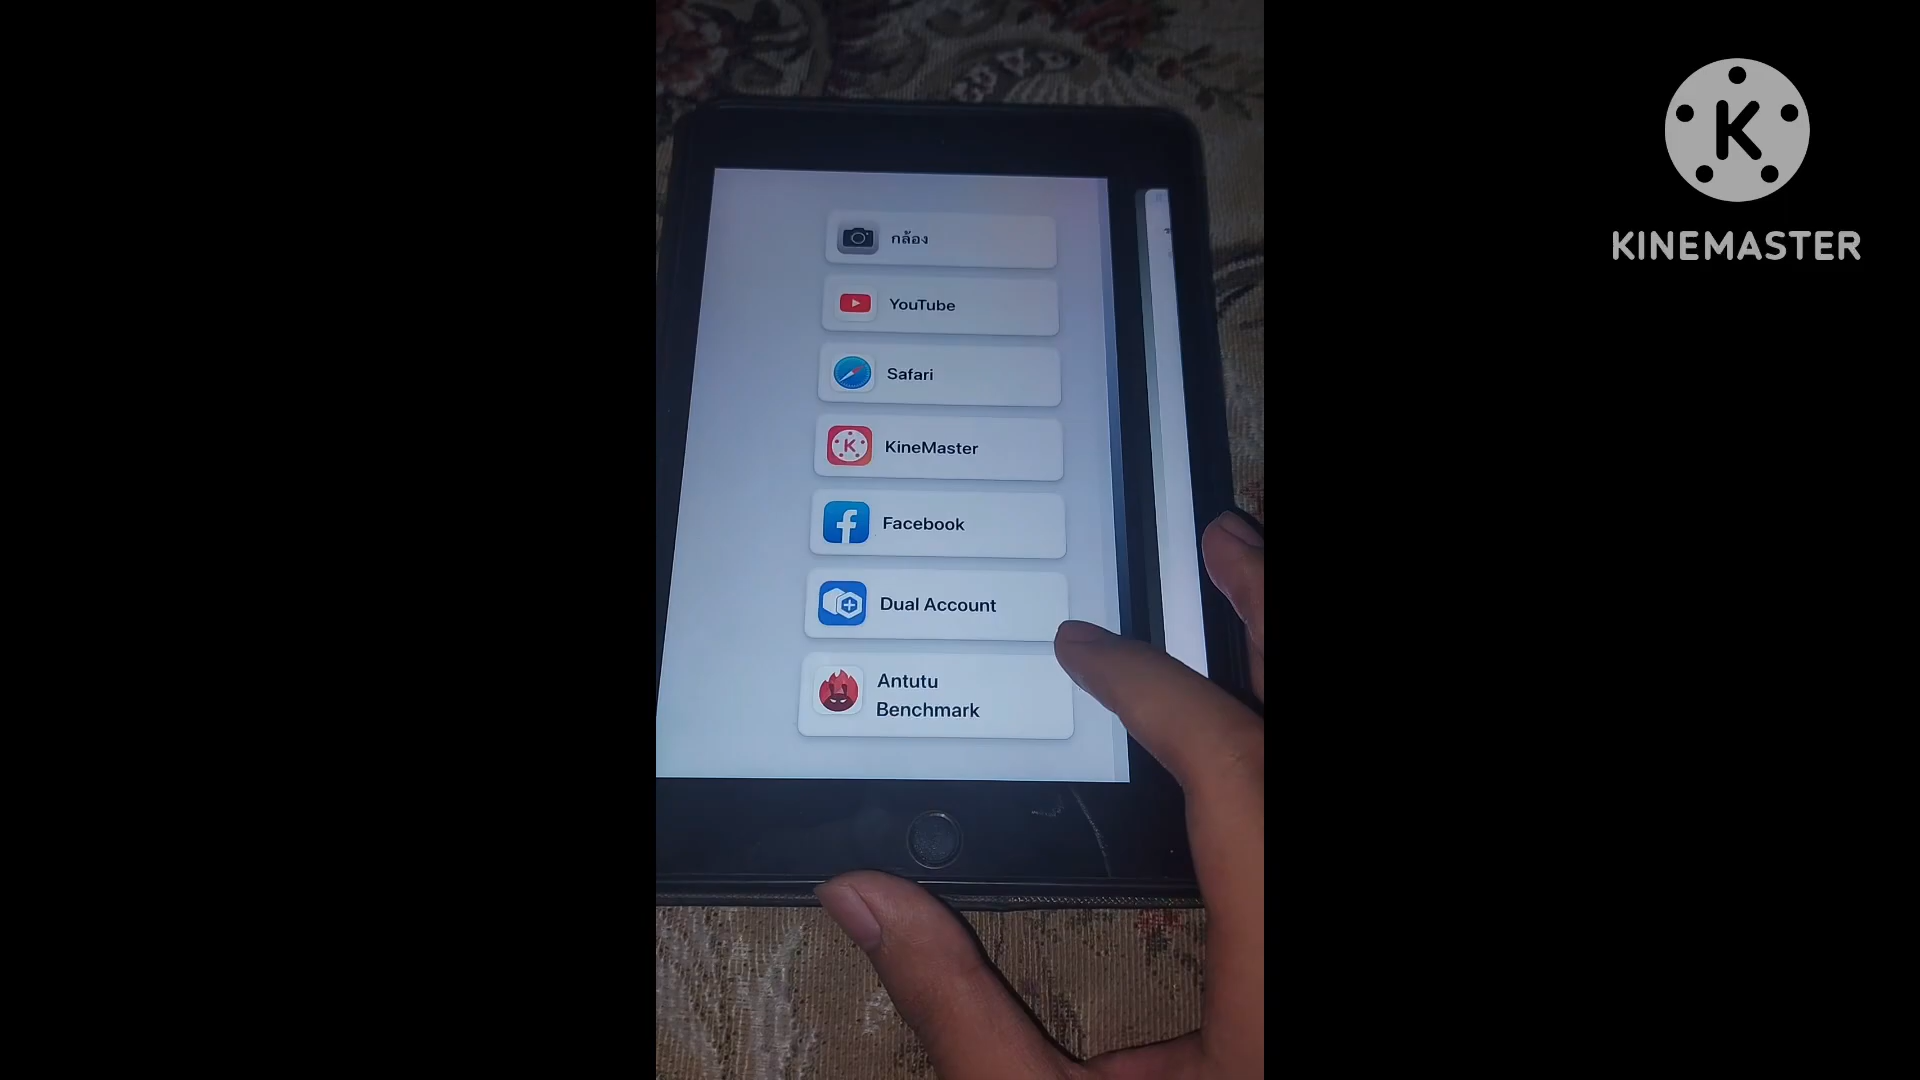 กล้อง
YouTube
Safari
KineMaster
Facebook
Dual Account
Antutu
Benchmark
K
KINEMASTER